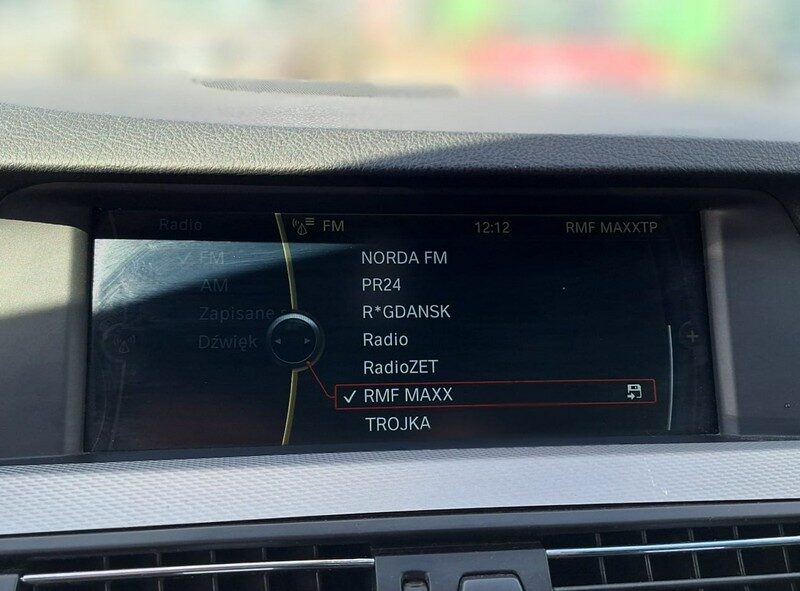 Radio
FM 12:12 RMF MAXXTP
FM
AM
Zapisane
Dźwięk
NORDA FM
PR24
R*GDANSK
Radio
RadioZET
RMF MAXX
TROJKA